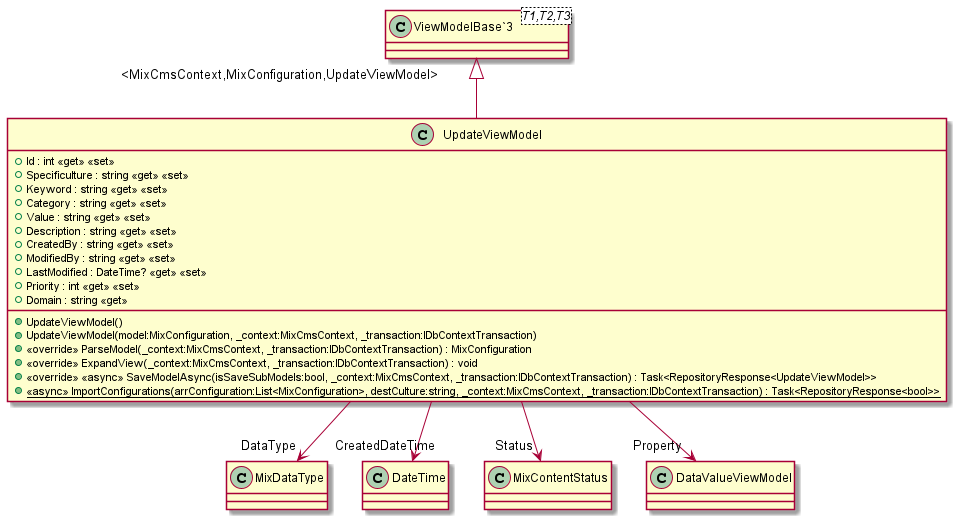 C ViewModelBase`3 T1,T2,T3
<MixCmsContext,MixConfiguration,UpdateViewModel>
C UpdateViewModel
Id : int «get» «set»
Specificulture : string «get» «set»
Keyword : string «get» «set»
Category : string «get» «set»
Value : string «get» «set»
Description : string «get» «set»
CreatedBy : string «get» «set»
ModifiedBy : string «get» «set»
LastModified : DateTime? «get» «set»
Priority : int «get» «set»
Domain : string «get»
UpdateViewModel()
UpdateViewModel(model:MixConfiguration, _context:MixCmsContext, _transaction:IDbContextTransaction)
«override» ParseModel(_context:MixCmsContext, _transaction:IDbContextTransaction) : MixConfiguration
«override» ExpandView(_context:MixCmsContext, _transaction:IDbContextTransaction) : void
«override» «async» SaveModelAsync(isSaveSubModels:bool, _context:MixCmsContext, _transaction:IDbContextTransaction) : Task<RepositoryResponse<UpdateViewModel>>
«async» ImportConfigurations(arrConfiguration:List<MixConfiguration>, destCulture:string, _context:MixCmsContext, _transaction:IDbContextTransaction) : Task<RepositoryResponse<bool>>
DataType CreatedDateTime Status Property
C MixDataType C DateTime C MixContentStatus C DataValueViewModel